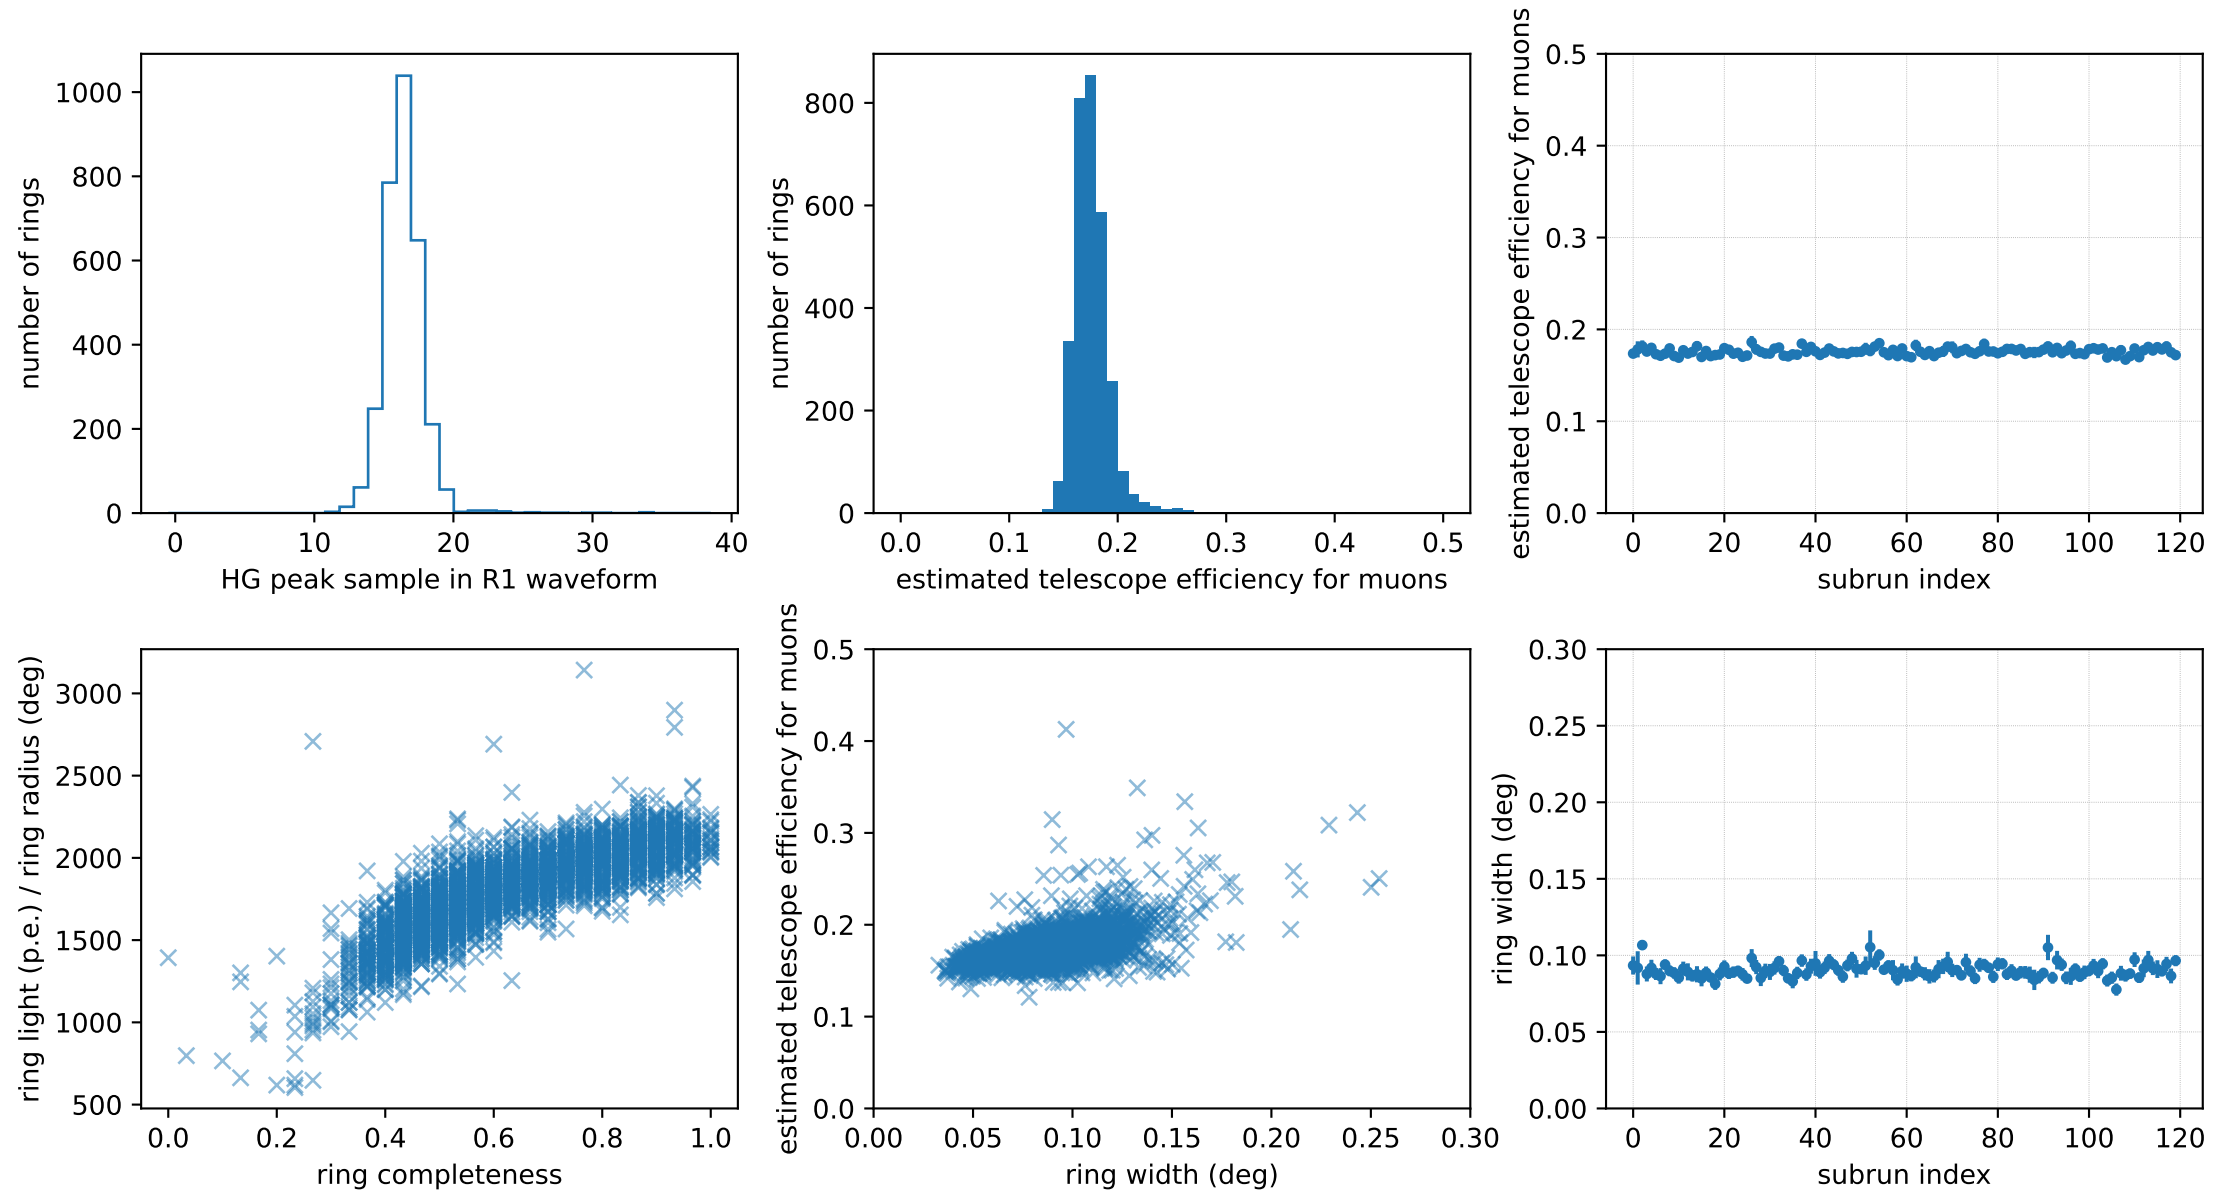 1000
800
600
400
200
0
number of rings
0 10 20 30 40
HG peak sample in R1 waveform
800
600
400
200
0
number of rings
0.0 0.1 0.2 0.3 0.4 0.5
estimated telescope efficiency for muons
0.5
0.4
0.3
0.2
0.1
0.0
estimated telescope efficiency for muons
0 20 40 60 80 100 120
subrun index
3000
2500
2000
1500
1000
500
ring light (p.e.) / ring radius (deg)
0.0 0.2 0.4 0.6 0.8 1.0
ring completeness
0.5
0.4
0.3
0.2
0.1
0.0
estimated telescope efficiency for muons
0.00 0.05 0.10 0.15 0.20 0.25 0.30
ring width (deg)
0.30
0.25
0.20
0.15
0.10
0.05
0.00
ring width (deg)
0 20 40 60 80 100 120
subrun index